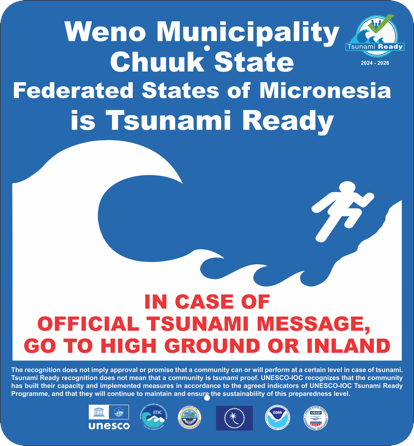 Weno Municipality
Chuuk State
Federated States of Micronesia
is Tsunami Ready
Tsunami Ready
2024 - 2028
IN CASE OF
OFFICIAL TSUNAMI MESSAGE,
GO TO HIGH GROUND OR INLAND
The recognition does not imply approval or promise that a community can or will perform at a certain level in case of tsunami.
Tsunami Ready recognition does not mean that a community is tsunami proof. UNESCO-IOC recognizes that the community
has built their capacity and implemented measures in accordance to the agreed indicators of UNESCO-IOC Tsunami Ready
Programme, and that they will continue to maintain and ensure the sustainability of this preparedness level.
unesco
ITIC